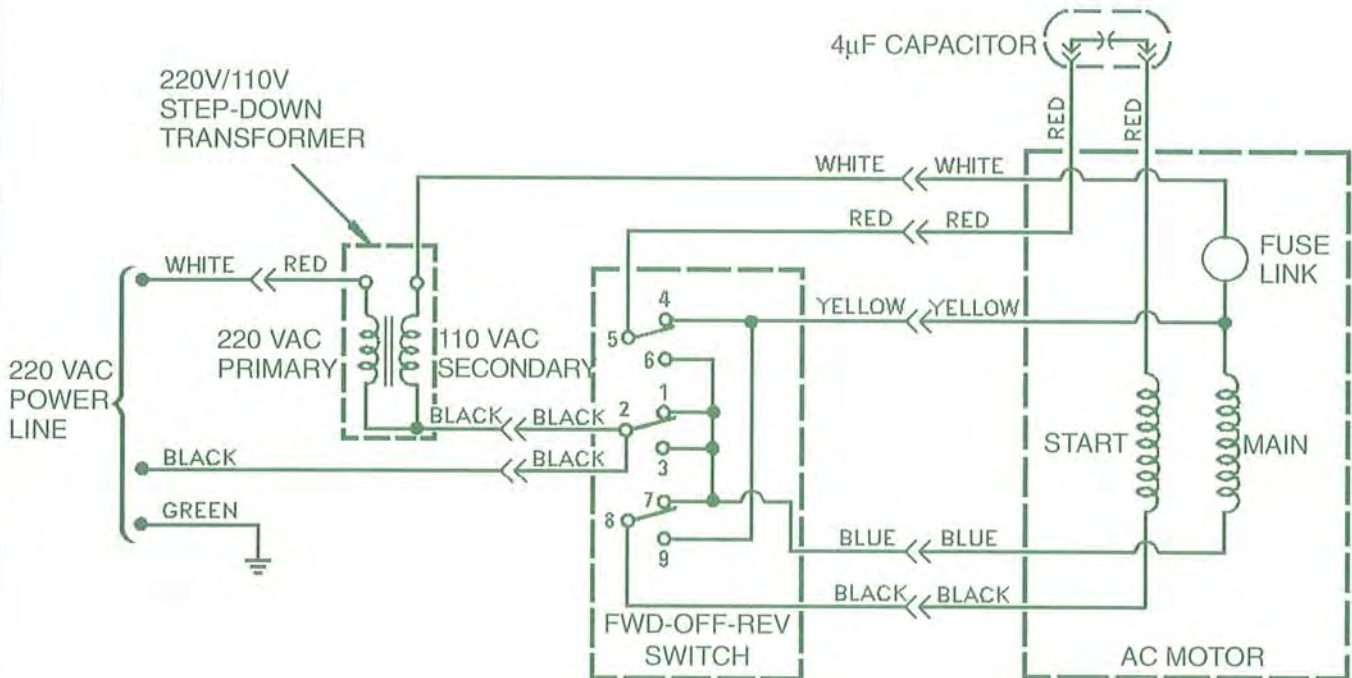 4µF CAPACITOR
220V/110V
STEP-DOWN
TRANSFORMER
RED
RED
WHITE
WHITE
RED
RED
FUSE
LINK
WHITE
RED
YELLOW
YELLOW
4
5
6
220 VAC
PRIMARY
110 VAC
SECONDARY
220 VAC
POWER
LINE
BLACK
BLACK
2
1
3
START
MAIN
BLACK
BLACK
GREEN
7
8
9
BLUE
BLUE
BLACK
BLACK
FWD-OFF-REV
SWITCH
AC MOTOR